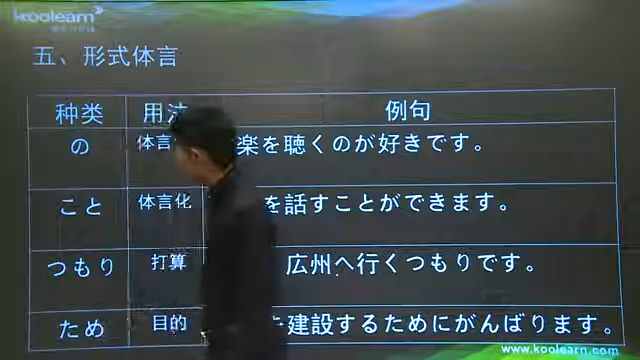 koolearn
五、形式体言
种类 用法 例句
の 体言 楽を聴くのが好きです。
こと 体言化 を話すことができます。
つもり 打算 広州へ行くつもりです。
ため 目的 建設するためにがんばります。
www.koolearn.com